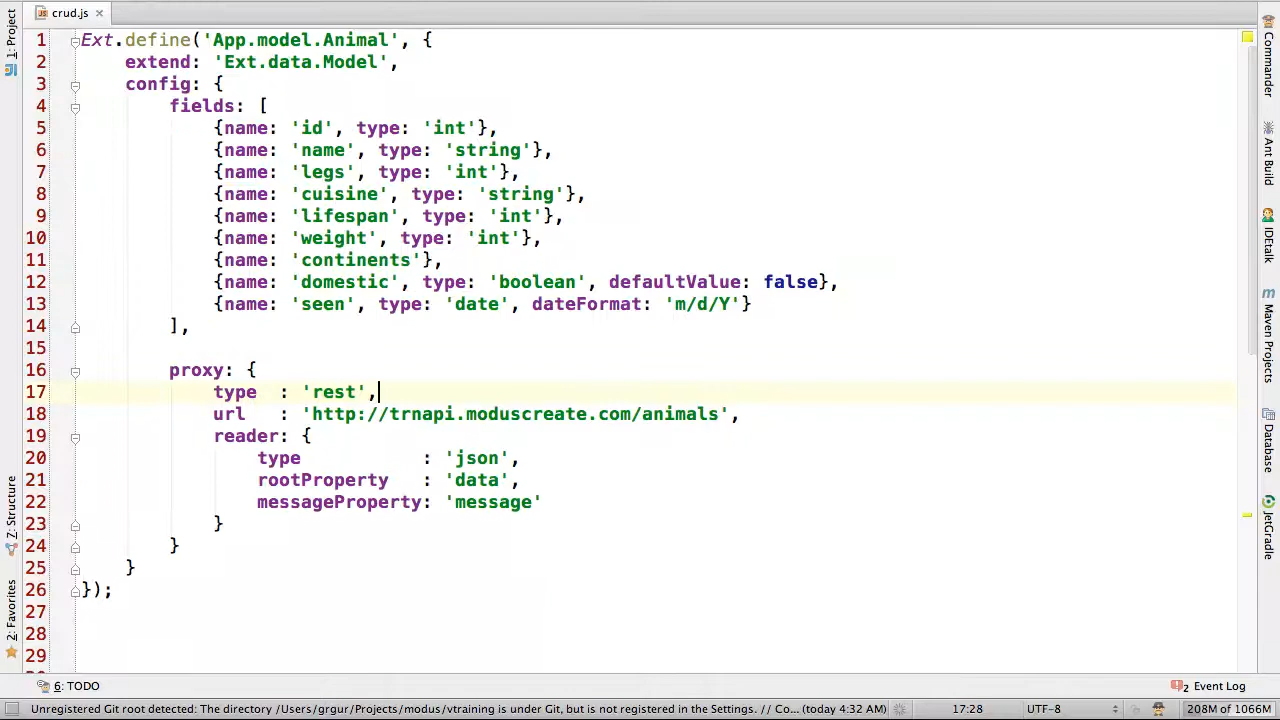 crud.js
1 Ext.define('App.model.Animal', {
2 extend: 'Ext.data.Model',
3 config: {
4 fields: [
5 {name: 'id', type: 'int'},
6 {name: 'name', type: 'string'},
7 {name: 'legs', type: 'int'},
8 {name: 'cuisine', type: 'string'},
9 {name: 'lifespan', type: 'int'},
10 {name: 'weight', type: 'int'},
11 {name: 'continents'},
12 {name: 'domestic', type: 'boolean', defaultValue: false},
13 {name: 'seen', type: 'date', dateFormat: 'm/d/Y'}
14 ],
15
16 proxy: {
17 type : 'rest',
18 url : 'http://trnapi.moduscreate.com/animals',
19 reader: {
20 type : 'json',
21 rootProperty : 'data',
22 messageProperty: 'message'
23 }
24 }
25 }
26 });
27
28
29
1: Project
Z: Structure
2: Favorites
Commander
Ant Build
IDEtalk
Maven Projects
Database
JetGradle
6: TODO
2 Event Log
Unregistered Git root detected: The directory /Users/grgur/Projects/modus/vtraining is under Git, but is not registered in the Settings. // Co... (today 4:32 AM)
17:28
UTF-8
208M of 1066M